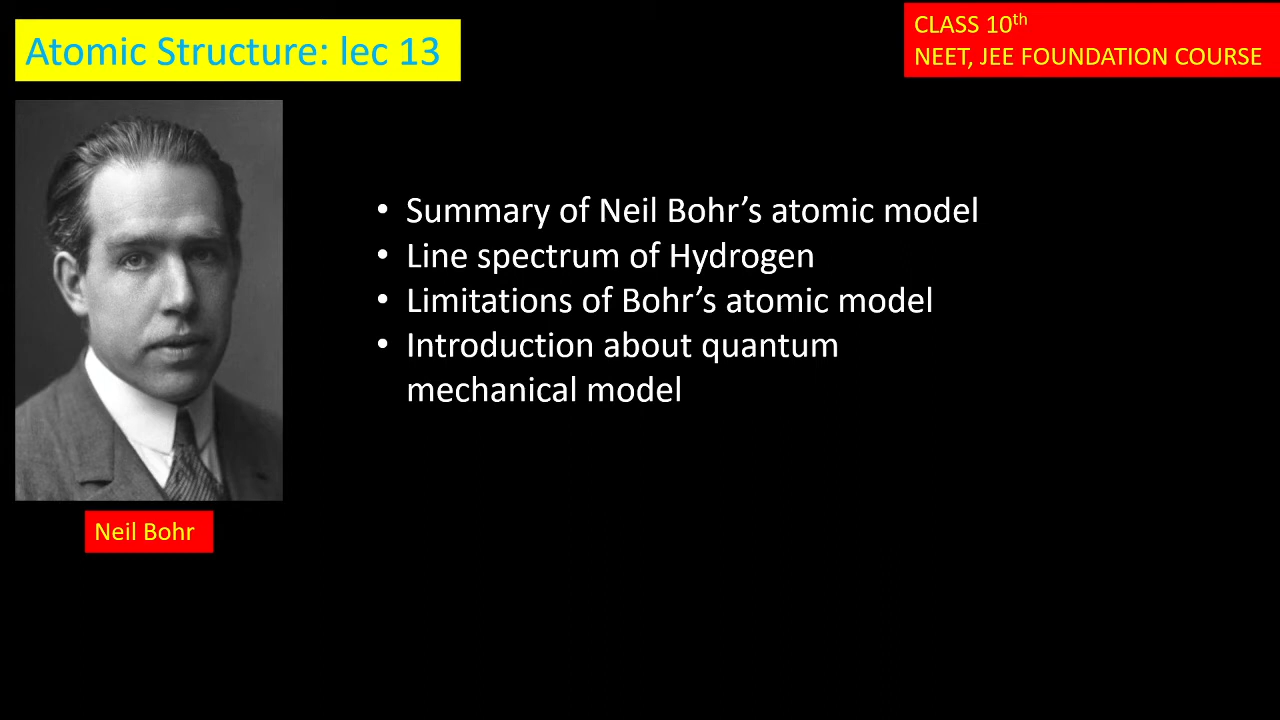 Atomic Structure: lec 13
CLASS 10th
NEET, JEE FOUNDATION COURSE
• Summary of Neil Bohr’s atomic model
• Line spectrum of Hydrogen
• Limitations of Bohr’s atomic model
• Introduction about quantum
mechanical model
Neil Bohr